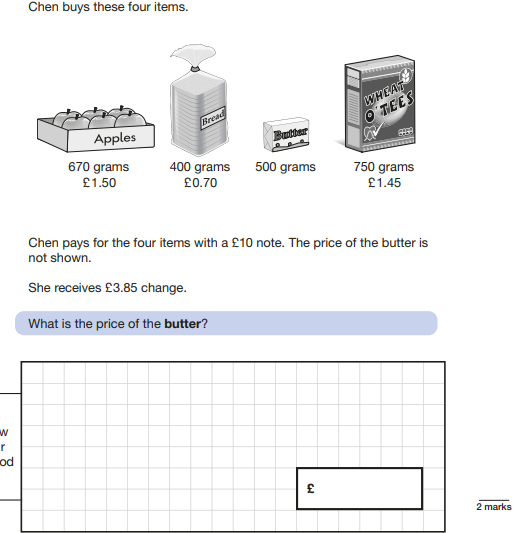 Chen buys these four items.
Apples
Bread
Butter
WHEAT
O'TEES
670 grams 400 grams 500 grams 750 grams
£1.50 £0.70 £1.45
Chen pays for the four items with a £10 note. The price of the butter is
not shown.
She receives £3.85 change.
What is the price of the butter?
w
r
od
£
2 marks